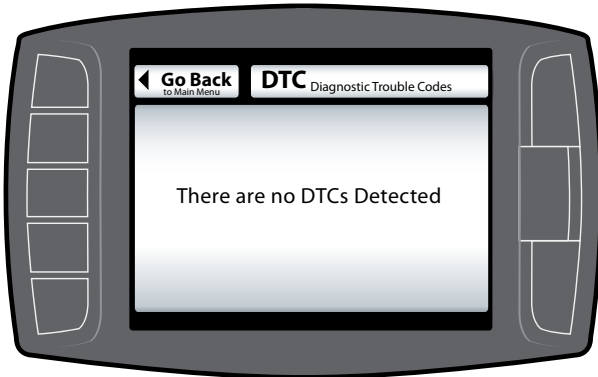 Go Back
to Main Menu
DTC Diagnostic Trouble Codes
There are no DTCs Detected